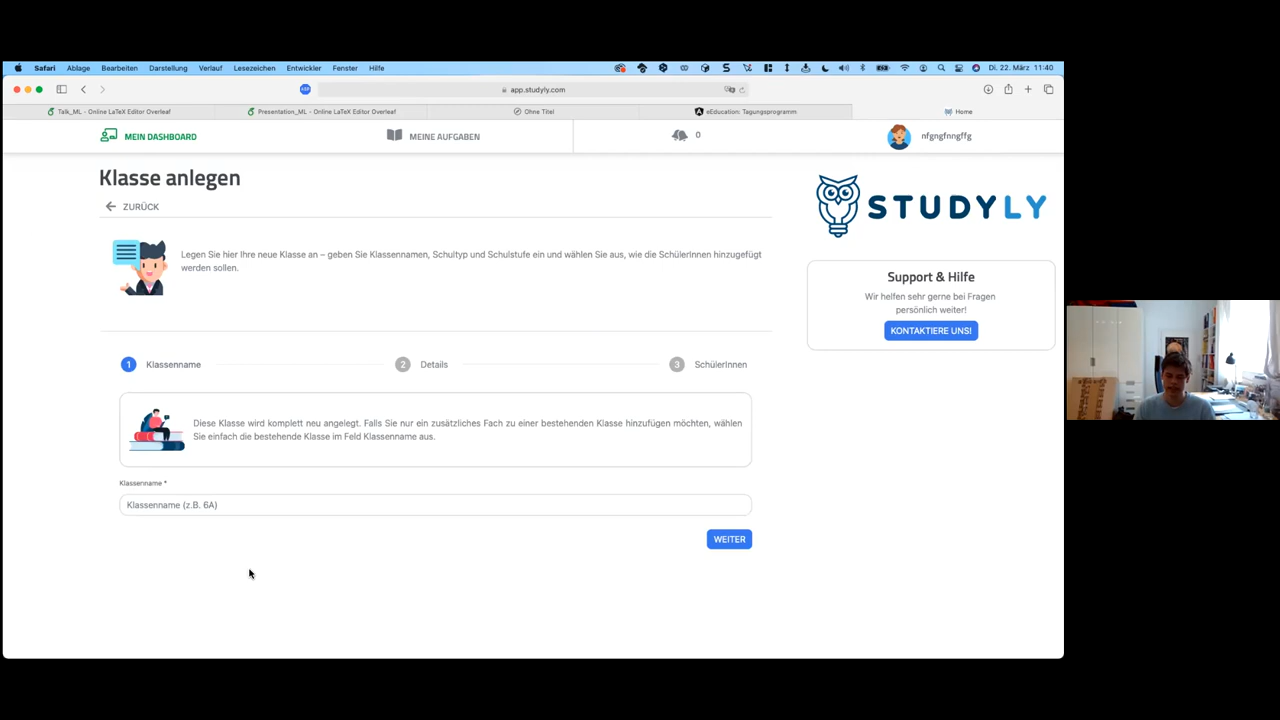 Safari Ablage Bearbeiten Darstellung Verlauf Lesezeichen Entwickler Fenster Hilfe Di. 22. März 11:40
app.studyly.com
Talk_ML - Online LaTeX Editor Overleaf Presentation_ML - Online LaTeX Editor Overleaf Ohne Titel eEducation: Tagungsprogramm Home
MEIN DASHBOARD MEINE AUFGABEN 0 nfgngfnngffg
Klasse anlegen
ZURÜCK
STUDYLY
Legen Sie hier Ihre neue Klasse an – geben Sie Klassennamen, Schultyp und Schulstufe ein und wählen Sie aus, wie die SchülerInnen hinzugefügt
werden sollen.
Support & Hilfe
Wir helfen sehr gerne bei Fragen
persönlich weiter!
KONTAKTIERE UNS!
1 Klassenname 2 Details 3 SchülerInnen
Diese Klasse wird komplett neu angelegt. Falls Sie nur ein zusätzliches Fach zu einer bestehenden Klasse hinzufügen möchten, wählen
Sie einfach die bestehende Klasse im Feld Klassenname aus.
Klassenname *
Klassenname (z.B. 6A)
WEITER